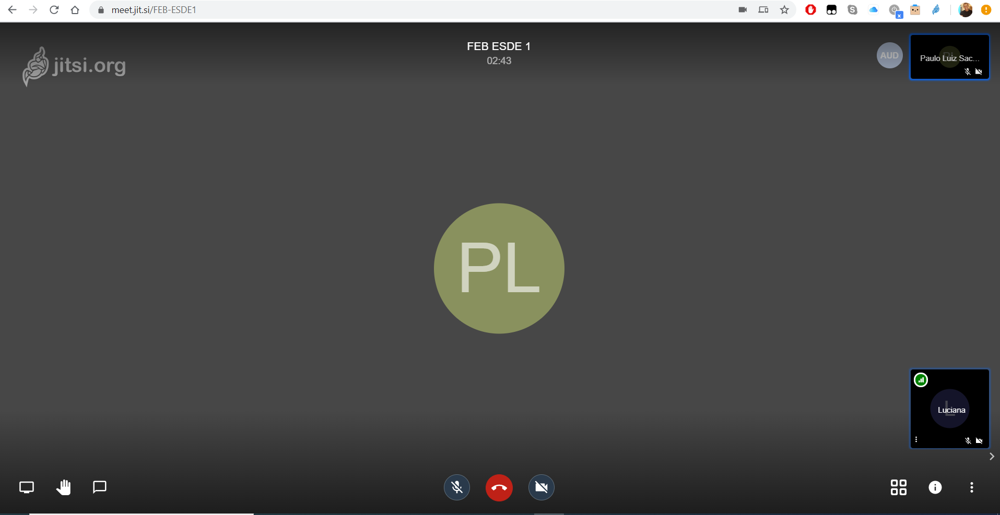 meet.jit.si/FEB-ESDE1
jitsi.org
FEB ESDE 1
02:43
AUD
Paulo Luiz Sac...
PL
L
Luciana